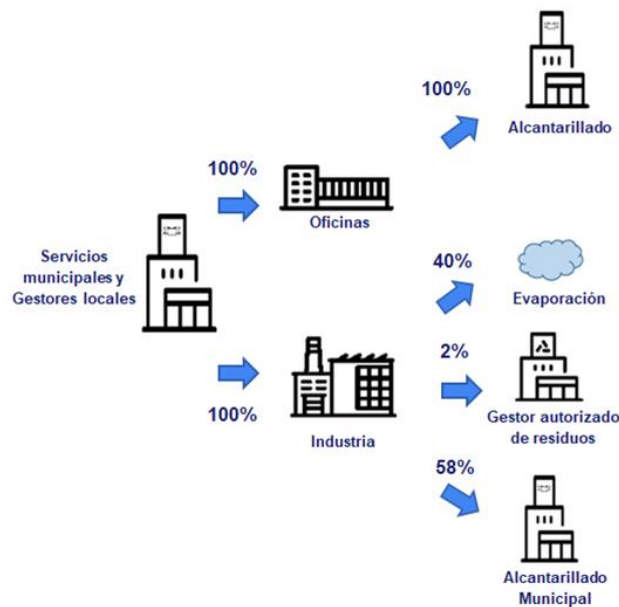 100%
Alcantarillado
100%
Oficinas
Servicios
municipales y
Gestores locales
40%
Evaporación
2%
Gestor autorizado
de residuos
100%
Industria
58%
Alcantarillado
Municipal